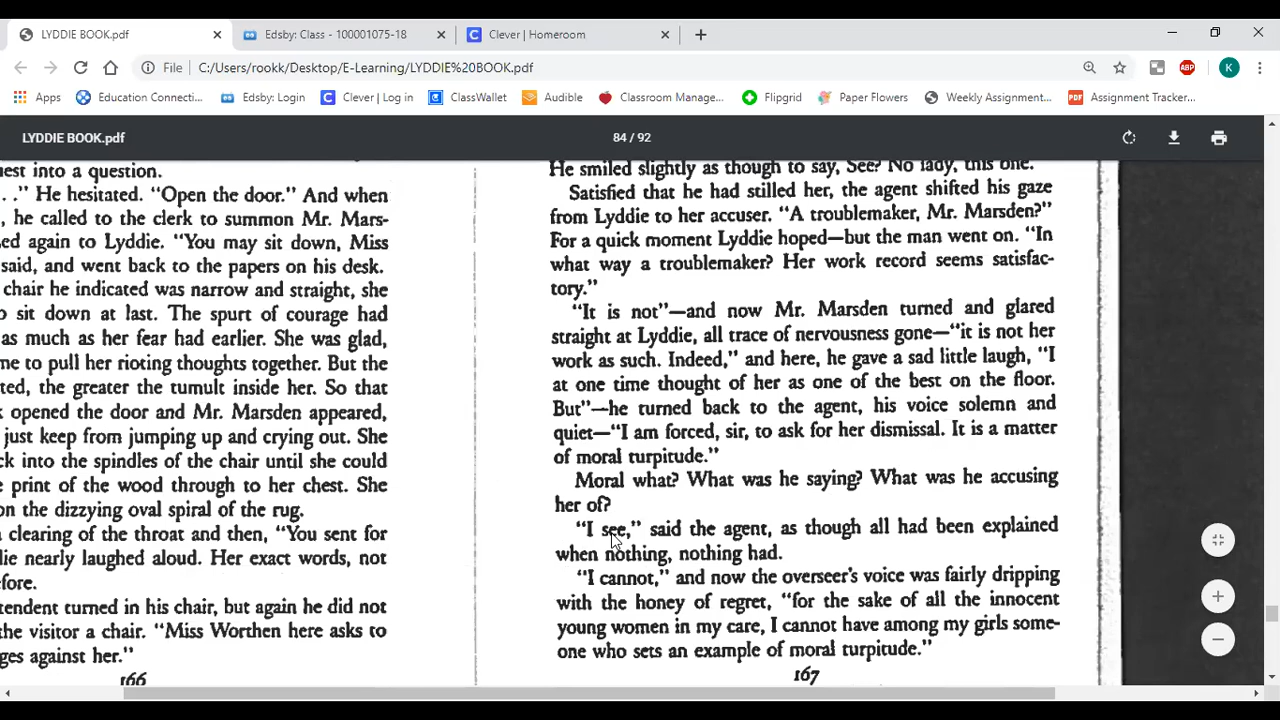 LYDDIE BOOK.pdf
Edsby: Class - 100001075-18
Clever | Homeroom
File C:/Users/rookk/Desktop/E-Learning/LYDDIE%20BOOK.pdf
ABP
K
Apps
Education Connecti...
Edsby: Login
Clever | Log in
ClassWallet
Audible
Classroom Manage...
Flipgrid
Paper Flowers
Weekly Assignment...
PDF
Assignment Tracker...
LYDDIE BOOK.pdf
84 / 92
est into a question.
. ." He hesitated. "Open the door." And when
, he called to the clerk to summon Mr. Mars-
ed again to Lyddie. "You may sit down, Miss
said, and went back to the papers on his desk.
chair he indicated was narrow and straight, she
o sit down at last. The spurt of courage had
as much as her fear had earlier. She was glad,
me to pull her rioting thoughts together. But the
ted, the greater the tumult inside her. So that
k opened the door and Mr. Marsden appeared,
just keep from jumping up and crying out. She
ck into the spindles of the chair until she could
e print of the wood through to her chest. She
on the dizzying oval spiral of the rug.
a clearing of the throat and then, "You sent for
lie nearly laughed aloud. Her exact words, not
efore.
tendent turned in his chair, but again he did not
the visitor a chair. "Miss Worthen here asks to
ges against her."
166
He smiled slightly as though to say, See? No lady, this one.
Satisfied that he had stilled her, the agent shifted his gaze
from Lyddie to her accuser. "A troublemaker, Mr. Marsden?"
For a quick moment Lyddie hoped—but the man went on. "In
what way a troublemaker? Her work record seems satisfac-
tory."
"It is not"—and now Mr. Marsden turned and glared
straight at Lyddie, all trace of nervousness gone—"it is not her
work as such. Indeed," and here, he gave a sad little laugh, "I
at one time thought of her as one of the best on the floor.
But"—he turned back to the agent, his voice solemn and
quiet—"I am forced, sir, to ask for her dismissal. It is a matter
of moral turpitude."
Moral what? What was he saying? What was he accusing
her of?
"I see," said the agent, as though all had been explained
when nothing, nothing had.
"I cannot," and now the overseer's voice was fairly dripping
with the honey of regret, "for the sake of all the innocent
young women in my care, I cannot have among my girls some-
one who sets an example of moral turpitude."
167